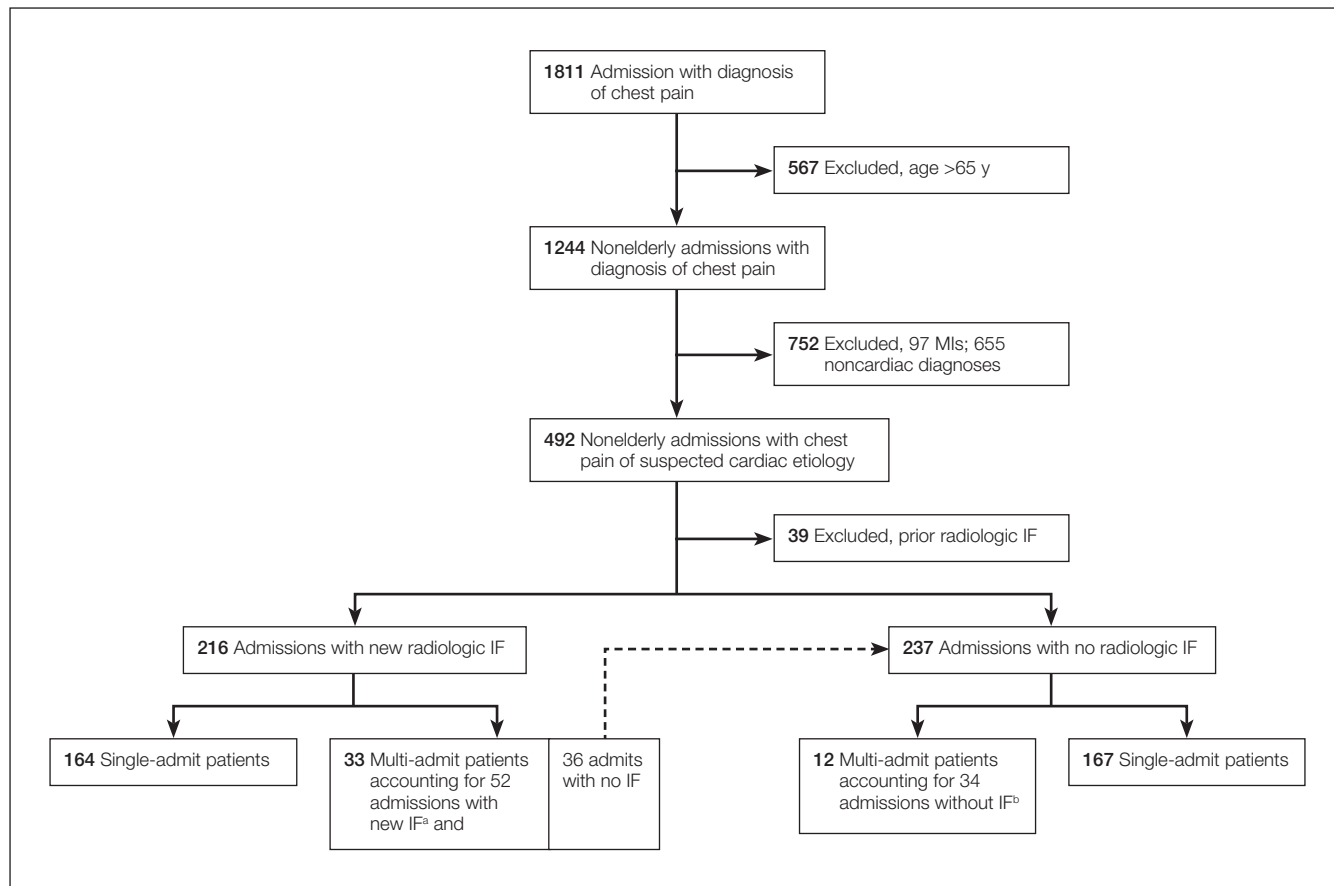 1811 Admission with diagnosis
of chest pain
567 Excluded, age >65 y
1244 Nonelderly admissions with
diagnosis of chest pain
752 Excluded, 97 MIs; 655
noncardiac diagnoses
492 Nonelderly admissions with chest
pain of suspected cardiac etiology
39 Excluded, prior radiologic IF
216 Admissions with new radiologic IF
237 Admissions with no radiologic IF
164 Single-admit patients
33 Multi-admit patients
accounting for 52
admissions with
new IFᵃ and
36 admits
with no IF
12 Multi-admit patients
accounting for 34
admissions without IFᵇ
167 Single-admit patients